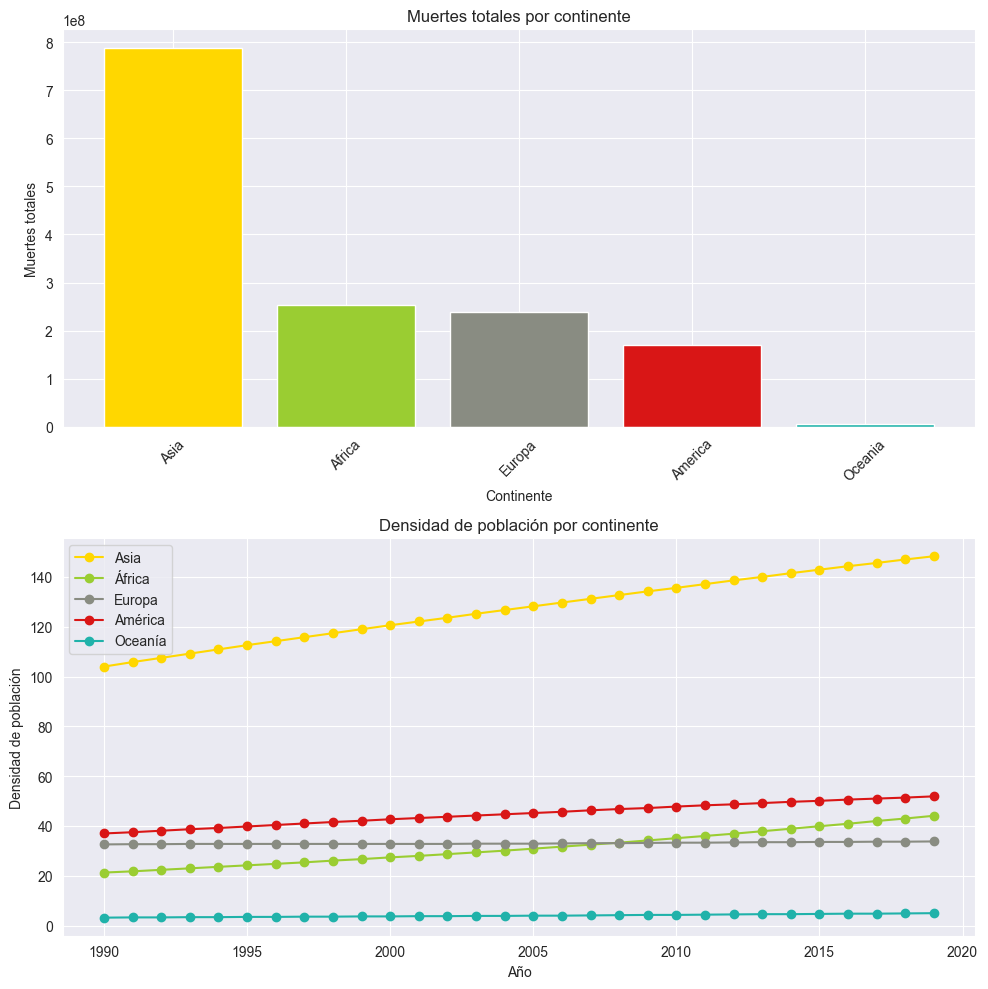 Muertes totales por continente
1e8
8
7
6
5
4
3
2
1
0
Muertes totales
Asia
Africa
Europa
America
Oceania
Continente
Densidad de población por continente
Asia
África
Europa
América
Oceanía
140
120
100
80
60
40
20
0
Densidad de población
1990
1995
2000
2005
2010
2015
2020
Año